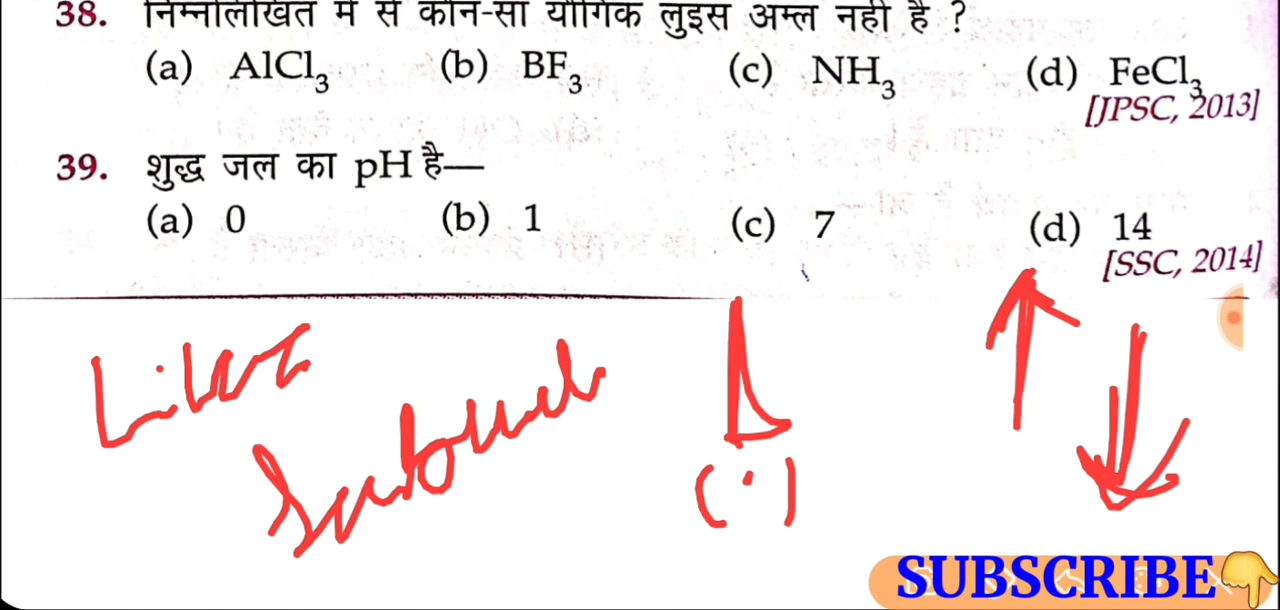 38. निम्नलिखित में से कौन-सा यौगिक लुइस अम्ल नहीं है ?
(a) AlCl₃ (b) BF₃ (c) NH₃ (d) FeCl₃
[JPSC, 2013]
39. शुद्ध जल का pH है—
(a) 0 (b) 1 (c) 7 (d) 14
[SSC, 2014]
SUBSCRIBE